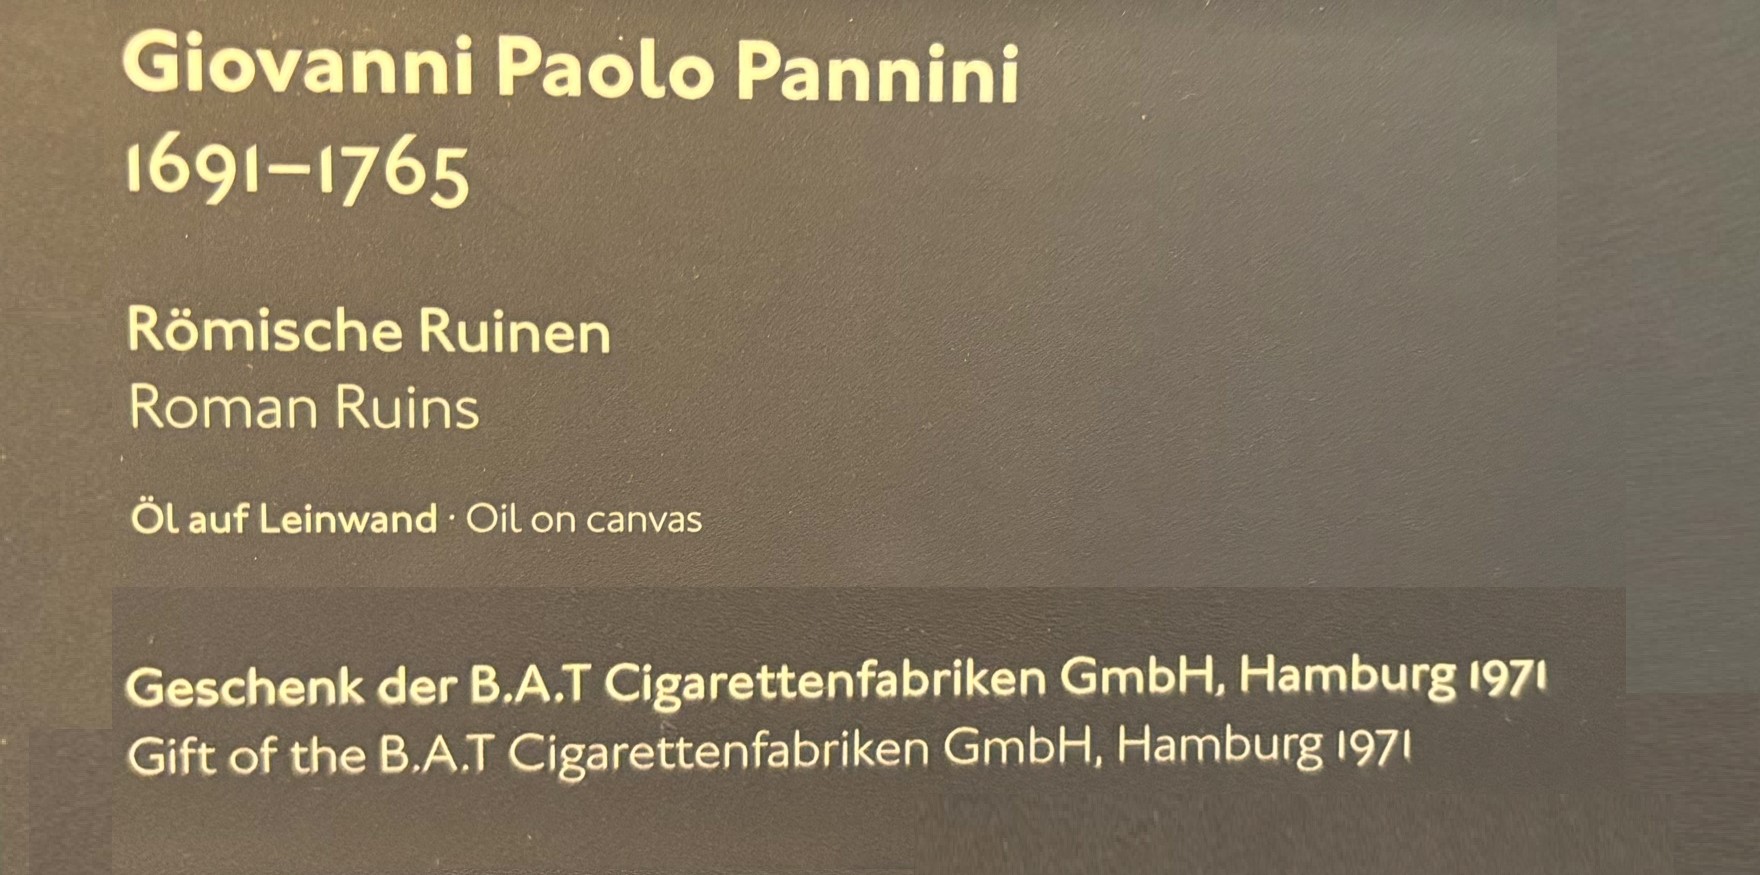 Giovanni Paolo Pannini
1691–1765
Römische Ruinen
Roman Ruins
Öl auf Leinwand · Oil on canvas
Geschenk der B.A.T Cigarettenfabriken GmbH, Hamburg 1971
Gift of the B.A.T Cigarettenfabriken GmbH, Hamburg 1971